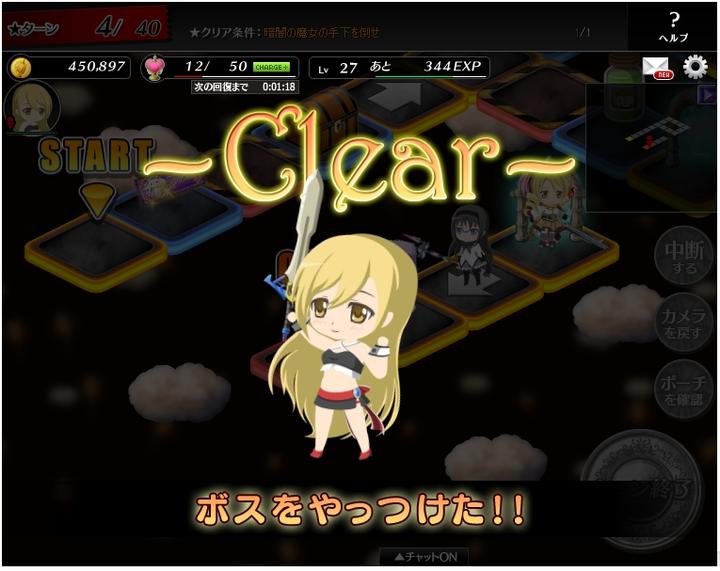 ★ターン 4/ 40
★クリア条件：暗闇の魔女の手下を倒せ 1/1
?
ヘルプ
450,897
12/ 50 CHARGE+
Lv 27 あと 344EXP
NEW
次の回復まで 0:01:18
START
~Clear~
中断
する
カメラ
を戻す
ポーチ
を確認
ン終了
ボスをやっつけた!!
▲チャットON